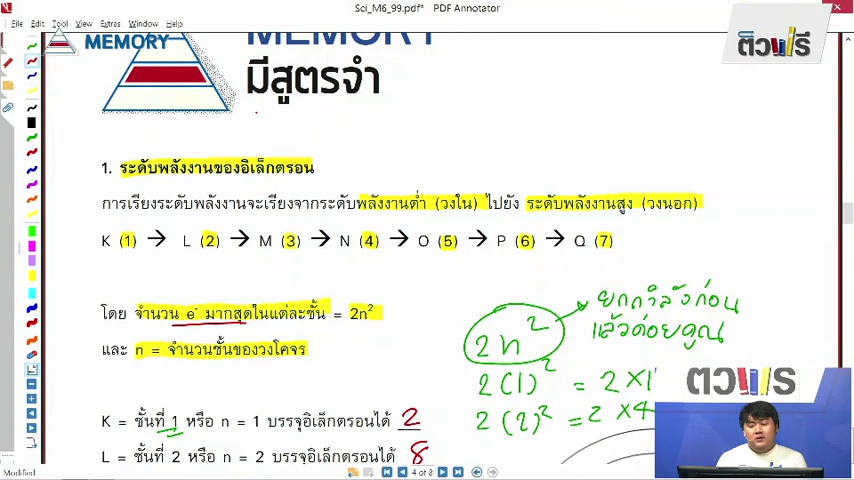 Sci_M6_99.pdf* PDF Annotator
File Edit Tool View Extras Window Help
MEMORY
MEMORY
ติวฟรี
มีสูตรจำ
1. ระดับพลังงานของอิเล็กตรอน
การเรียงระดับพลังงานจะเรียงจากระดับพลังงานต่ำ (วงใน) ไปยัง ระดับพลังงานสูง (วงนอก)
K (1) → L (2) → M (3) → N (4) → O (5) → P (6) → Q (7)
โดย จำนวน e⁻ มากสุดในแต่ละชั้น = 2n²
และ n = จำนวนชั้นของวงโคจร
2n²
ยกกำลังก่อน
แล้วค่อยคูณ
2(1)² = 2×1
2(2)² = 2×4
ติวฟรี
K = ชั้นที่ 1 หรือ n = 1 บรรจุอิเล็กตรอนได้ 2
L = ชั้นที่ 2 หรือ n = 2 บรรจุอิเล็กตรอนได้ 8
Modified
4 of 8